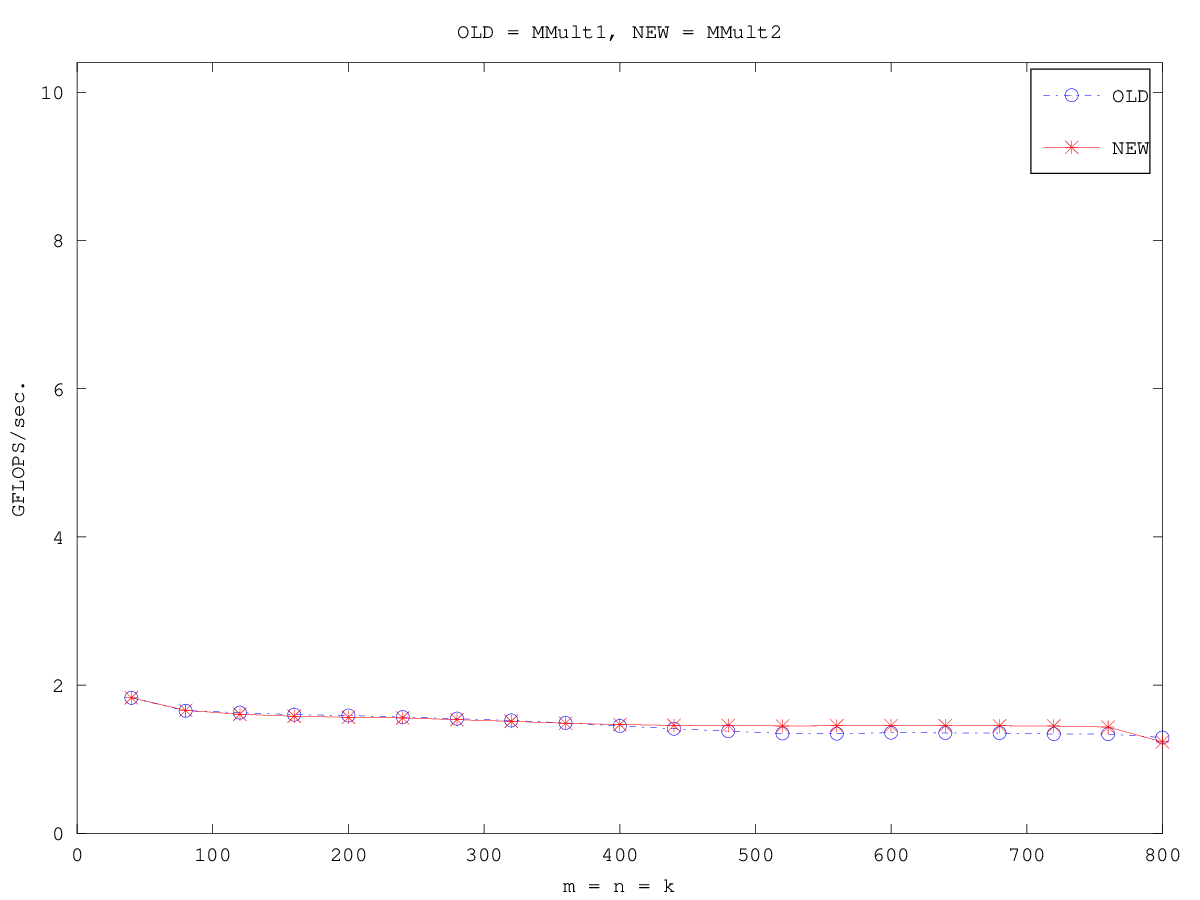 OLD = MMult1, NEW = MMult2
OLD
NEW
10
8
6
4
2
0
GFLOPS/sec.
0 100 200 300 400 500 600 700 800
m = n = k